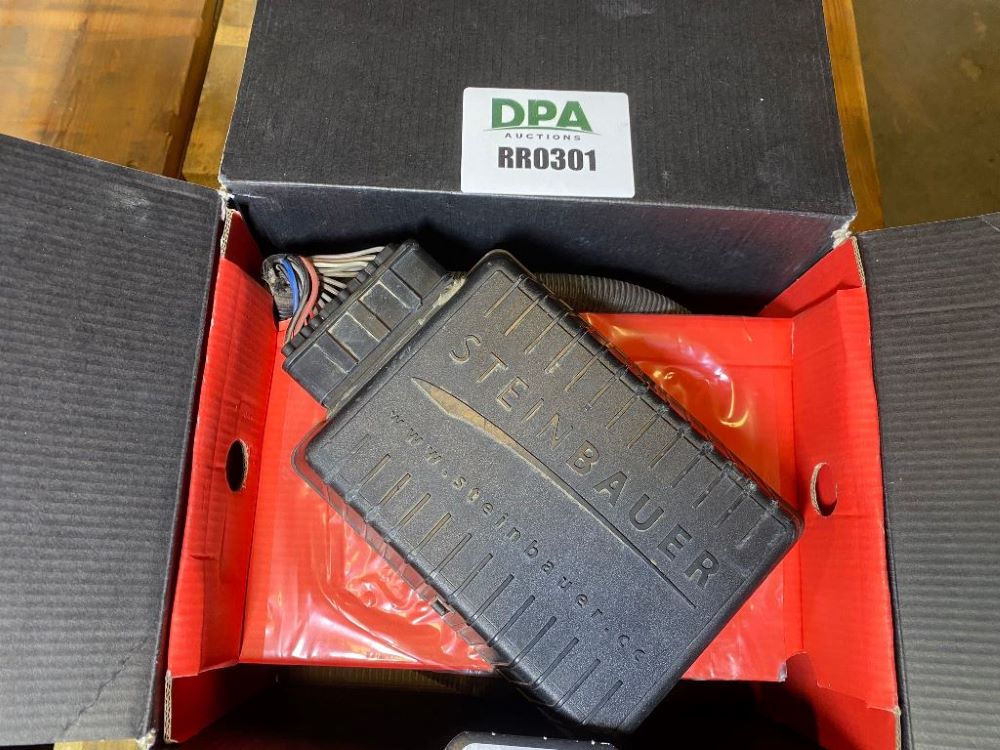 DPA
AUCTIONS
RR0301
STEINBAUER
www.steinbauer.cc